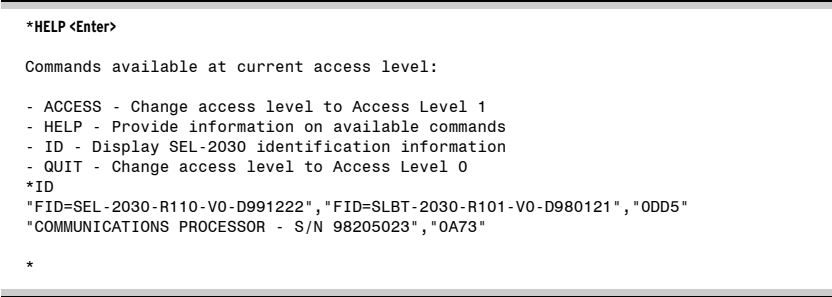 *HELP <Enter>
Commands available at current access level:
- ACCESS - Change access level to Access Level 1
- HELP - Provide information on available commands
- ID - Display SEL-2030 identification information
- QUIT - Change access level to Access Level 0
*ID
"FID=SEL-2030-R110-V0-D991222","FID=SLBT-2030-R101-V0-D980121","0DD5"
"COMMUNICATIONS PROCESSOR - S/N 98205023","0A73"
*